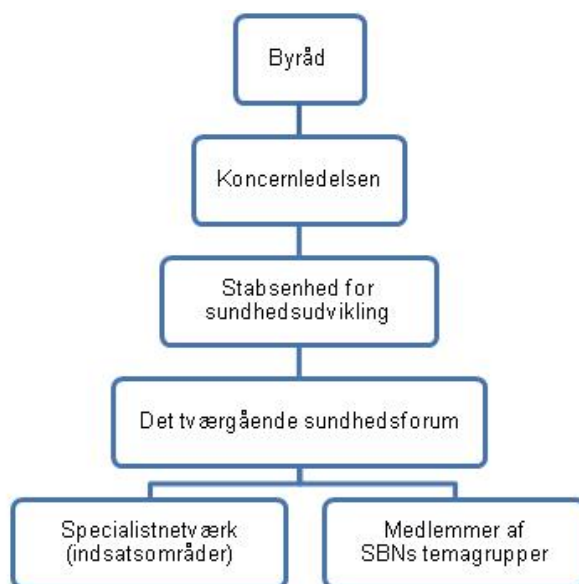 Byråd
Koncernledelsen
Stabsenhed for
sundhedsudvikling
Det tværgående sundhedsforum
Specialistnetværk
(indsatsområder)
Medlemmer af
SBNs temagrupper